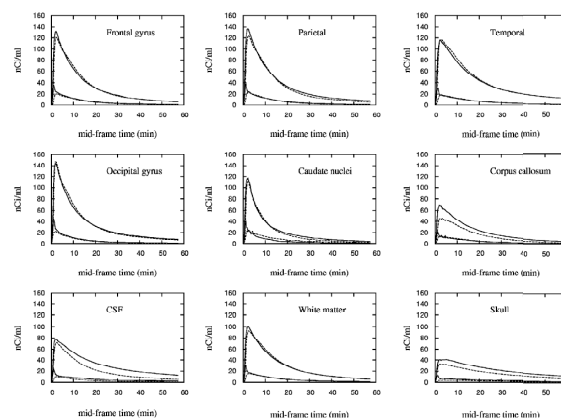 160
140
120
100
80
60
40
20
0
nC/ml
Frontal gyrus
0 10 20 30 40 50 60
mid-frame time (min)
160
140
120
100
80
60
40
20
0
nC/ml
Parietal
0 10 20 30 40 50 60
mid-frame time (min)
160
140
120
100
80
60
40
20
0
nC/ml
Temporal
0 10 20 30 40 50
mid-frame time (min)
160
140
120
100
80
60
40
20
0
nCi/ml
Occipital gyrus
0 10 20 30 40 50 60
mid-frame time (min)
160
140
120
100
80
60
40
20
0
nCi/ml
Caudate nuclei
0 10 20 30 40 50 60
mid-frame time (min)
160
140
120
100
80
60
40
20
0
nCi/ml
Corpus callosum
0 10 20 30 40 50
mid-frame time (min)
160
140
120
100
80
60
40
20
0
nC/ml
CSF
0 10 20 30 40 50 60
mid-frame time (min)
160
140
120
100
80
60
40
20
0
nC/ml
White matter
0 10 20 30 40 50 60
mid-frame time (min)
160
140
120
100
80
60
40
20
0
nC/ml
Skull
0 10 20 30 40 50
mid-frame time (min)